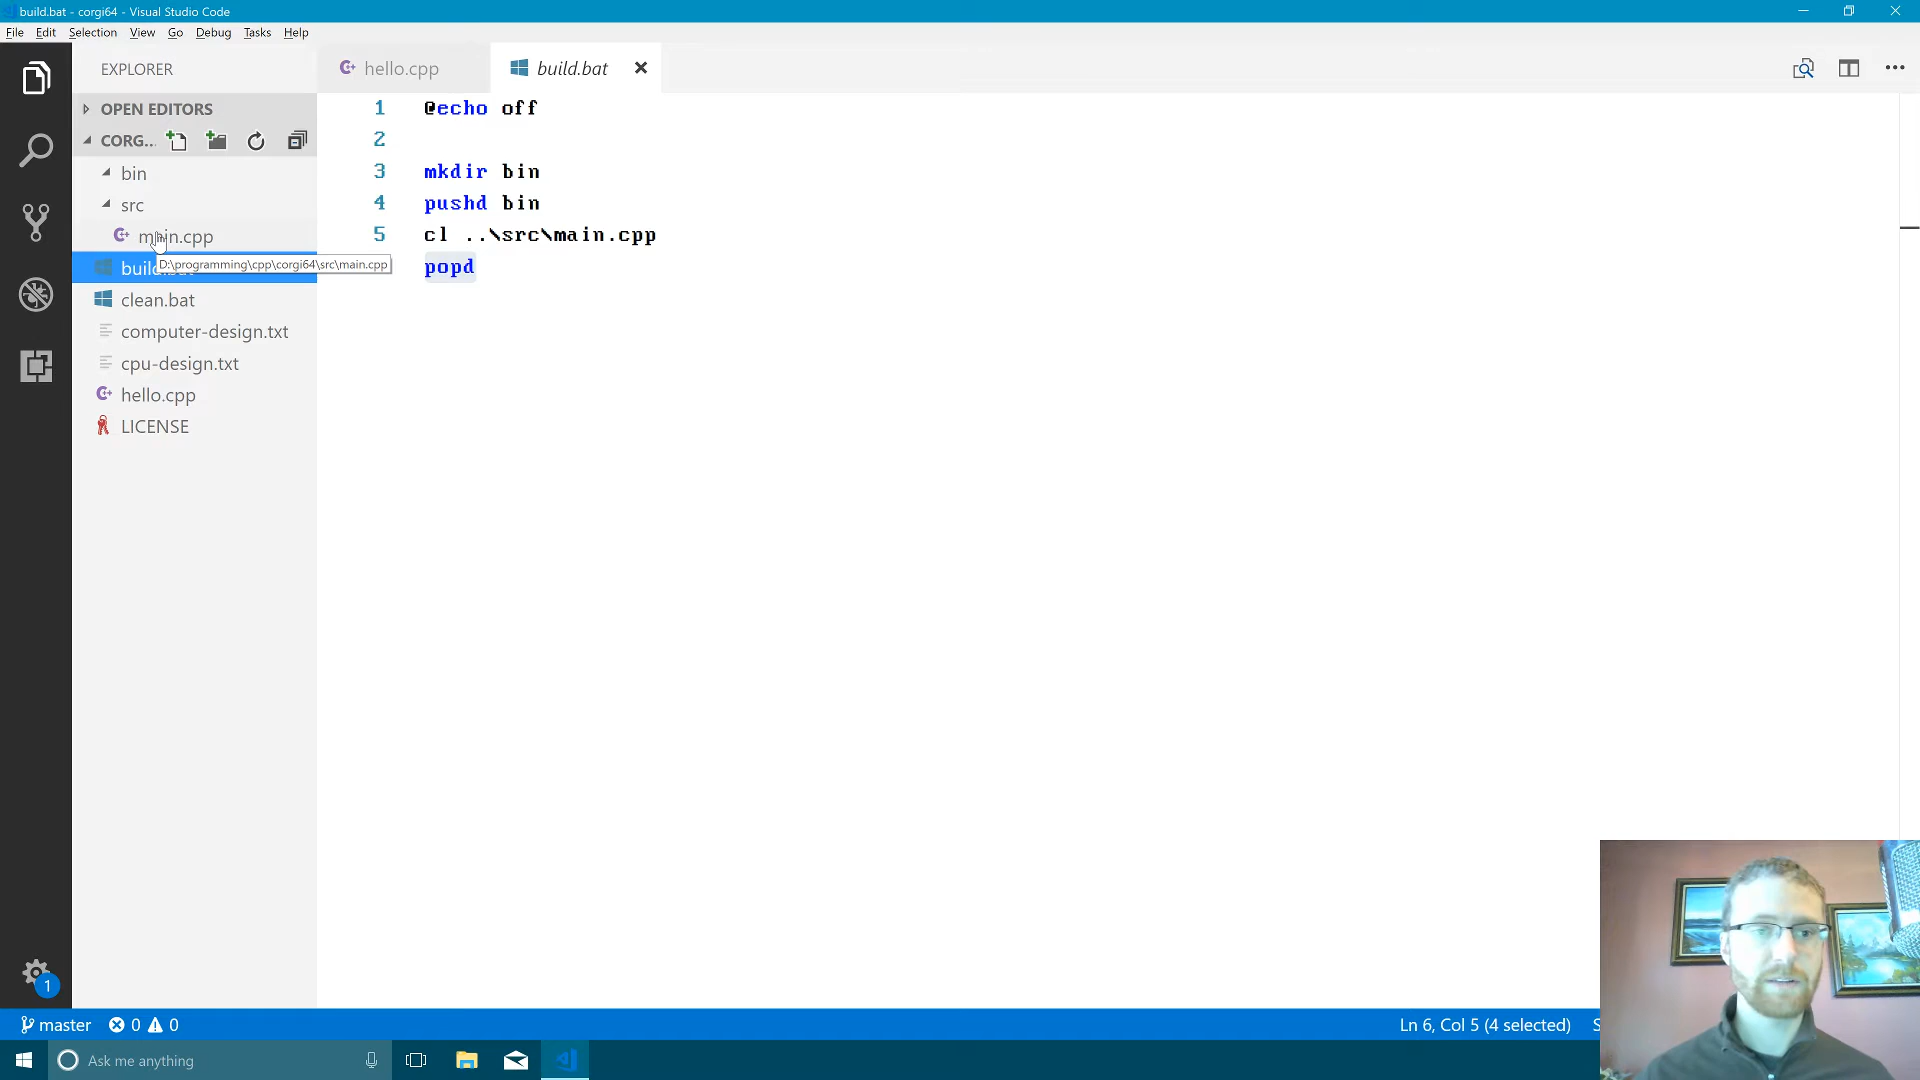 build.bat - corgi64 - Visual Studio Code
File Edit Selection View Go Debug Tasks Help
EXPLORER
hello.cpp
build.bat
OPEN EDITORS
CORG...
bin
src
main.cpp
D:\programming\cpp\corgi64\src\main.cpp
clean.bat
computer-design.txt
cpu-design.txt
hello.cpp
LICENSE
1 @echo off
2
3 mkdir bin
4 pushd bin
5 cl ..\src\main.cpp
popd
1
master 0 0
Ln 6, Col 5 (4 selected)
Ask me anything